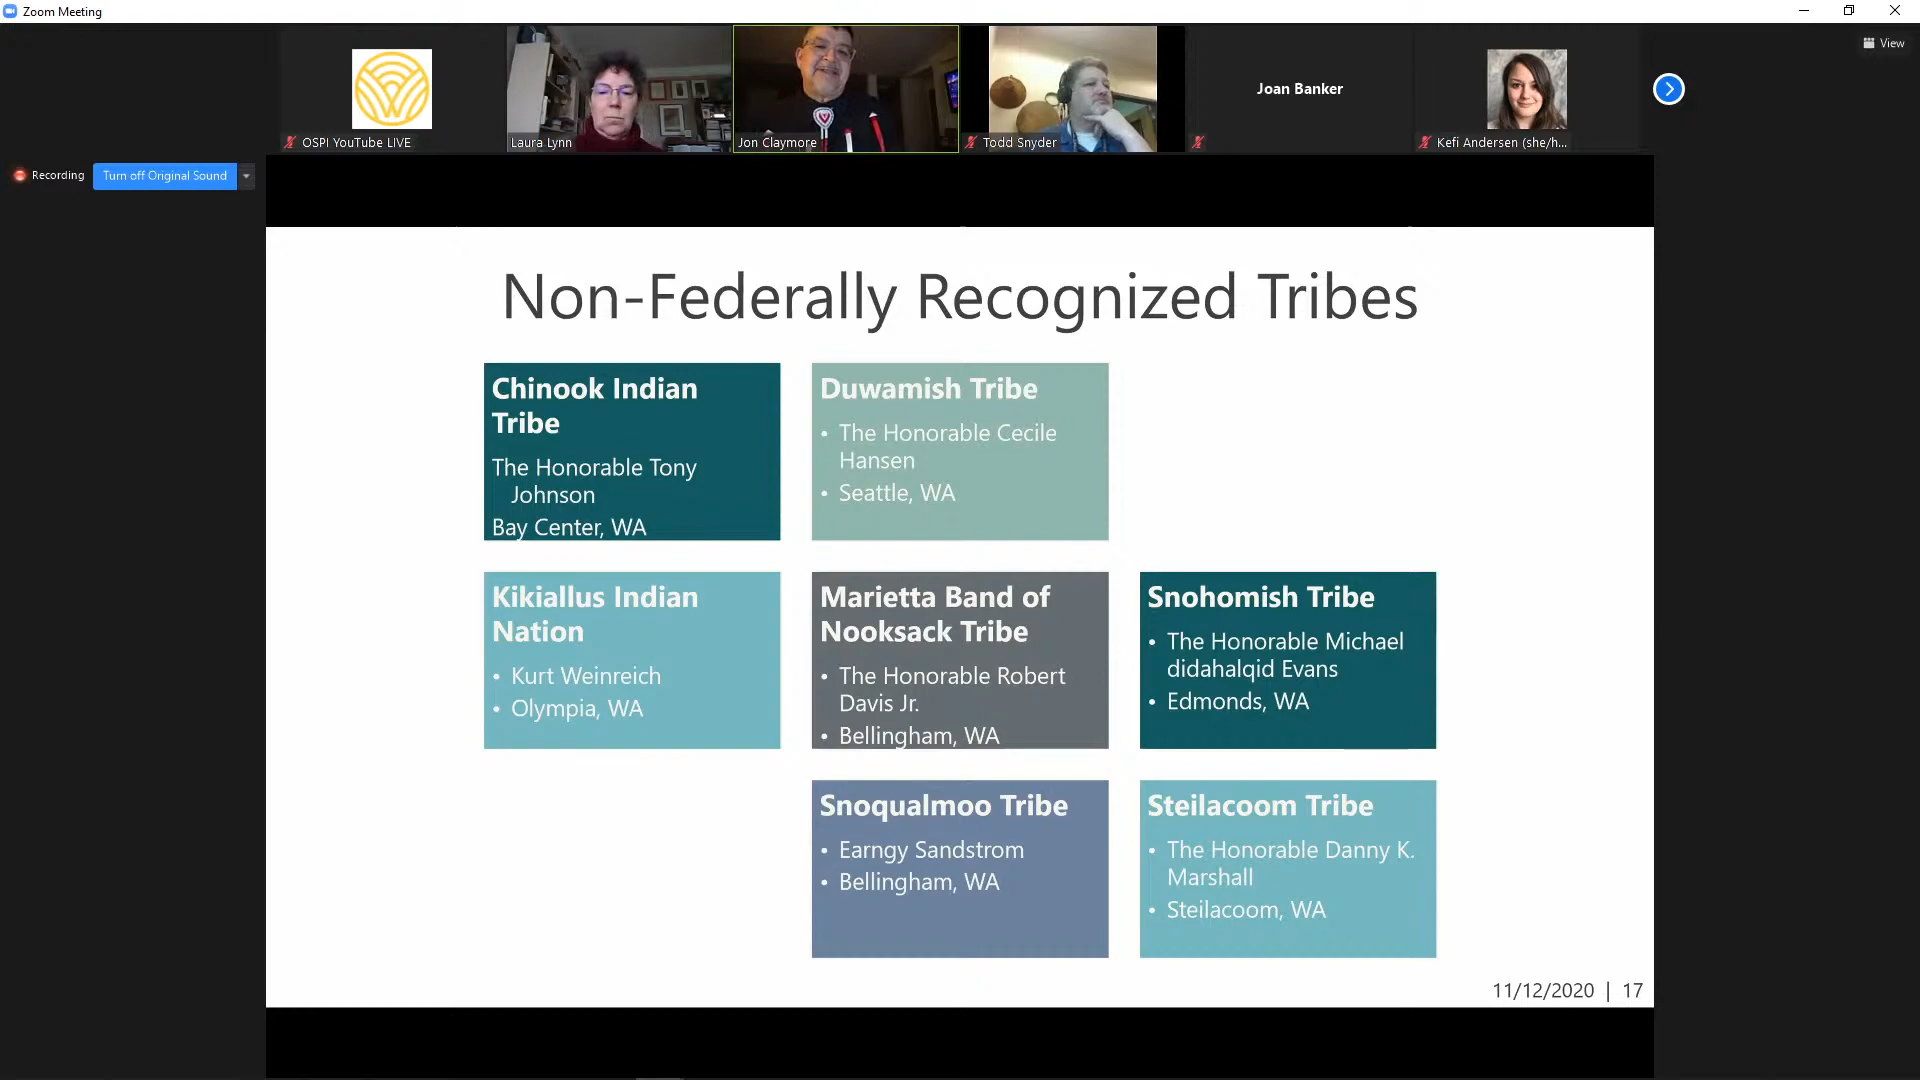 Zoom Meeting
View
OSPI YouTube LIVE
Laura Lynn
Jon Claymore
Todd Snyder
Joan Banker
Kefi Andersen (she/h...
Recording
Turn off Original Sound
Non-Federally Recognized Tribes
Chinook Indian
Tribe
The Honorable Tony
Johnson
Bay Center, WA
Duwamish Tribe
• The Honorable Cecile
Hansen
• Seattle, WA
Kikiallus Indian
Nation
• Kurt Weinreich
• Olympia, WA
Marietta Band of
Nooksack Tribe
• The Honorable Robert
Davis Jr.
• Bellingham, WA
Snohomish Tribe
• The Honorable Michael
didahalqid Evans
• Edmonds, WA
Snoqualmoo Tribe
• Earngy Sandstrom
• Bellingham, WA
Steilacoom Tribe
• The Honorable Danny K.
Marshall
• Steilacoom, WA
11/12/2020 | 17